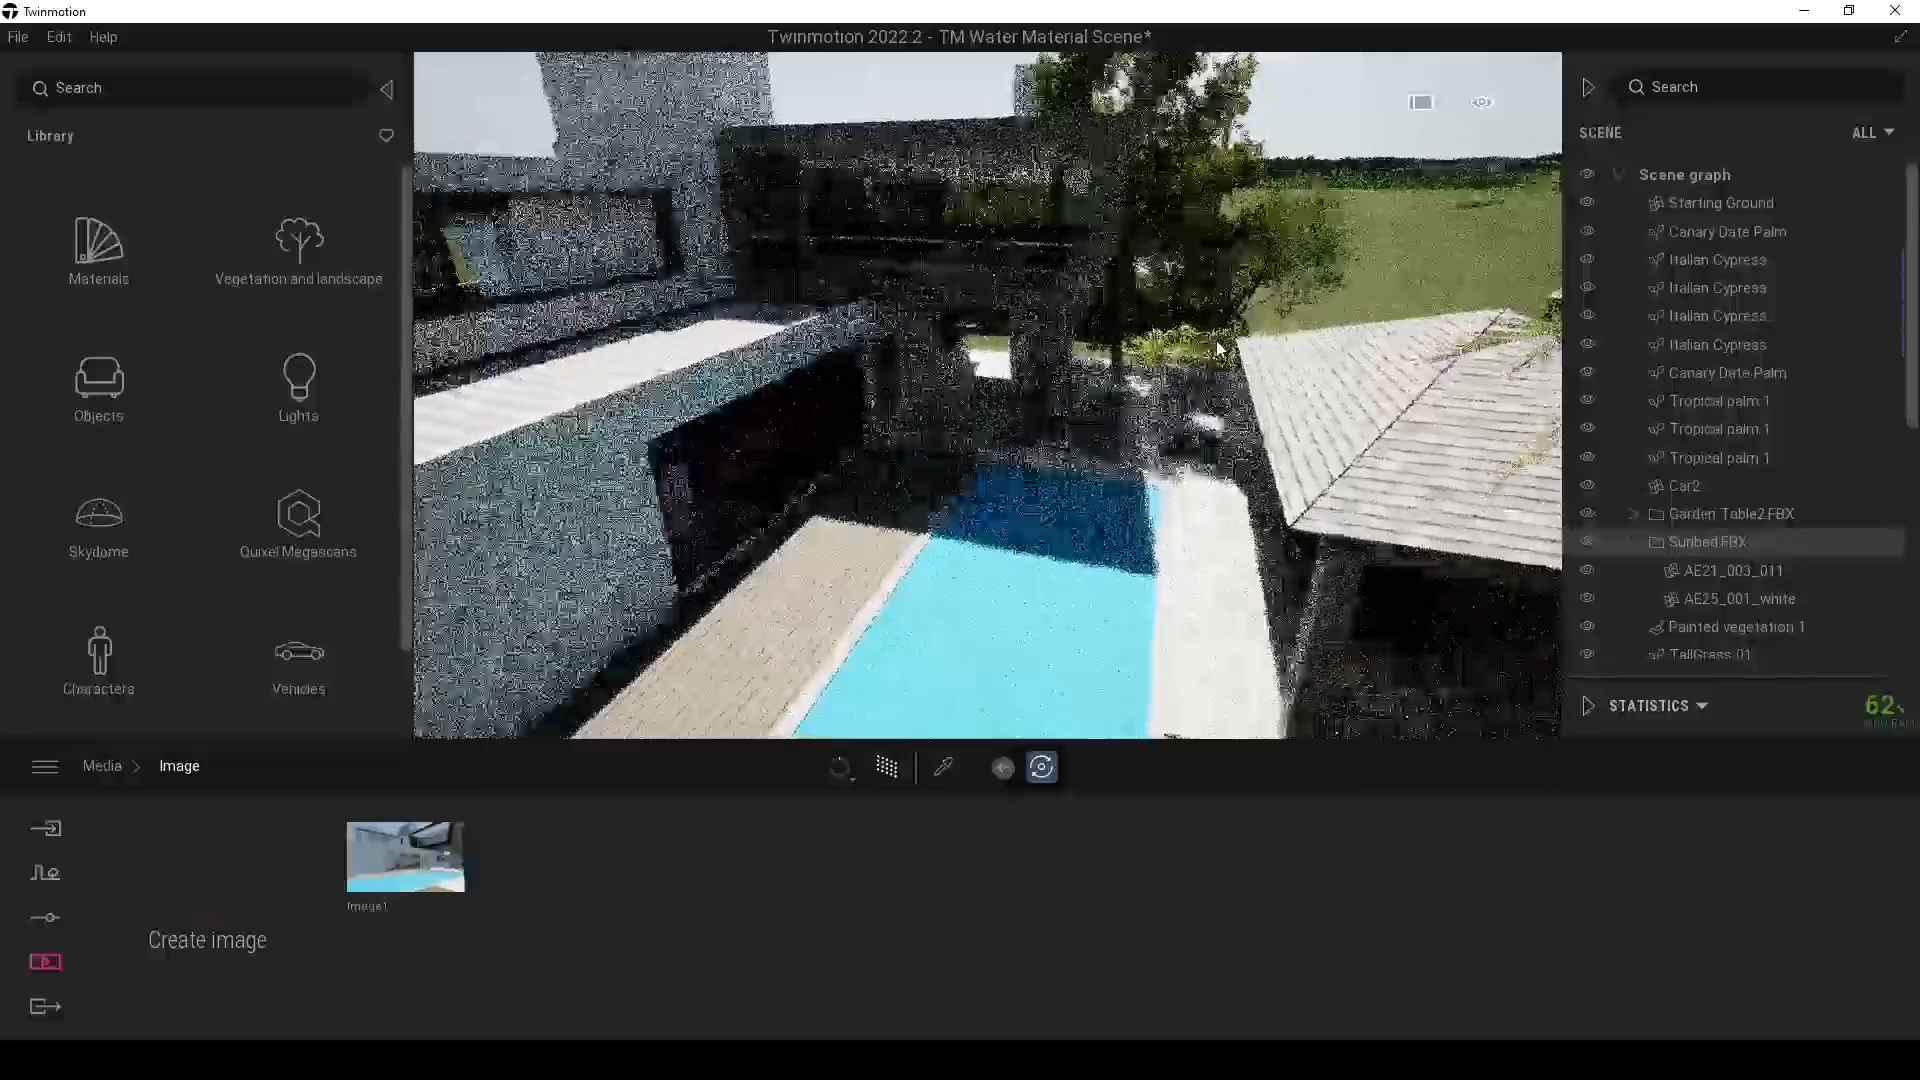 Twinmotion
File Edit Help
Twinmotion 2022.2 - TM Water Material Scene*
Search
Library
Materials
Vegetation and landscape
Objects
Lights
Skydome
Quixel Megascans
Characters
Vehicles
Search
SCENE
ALL
Scene graph
Starting Ground
Canary Date Palm
Italian Cypress
Italian Cypress
Italian Cypress
Italian Cypress
Canary Date Palm
Tropical palm 1
Tropical palm 1
Tropical palm 1
Car2
Garden Table2.FBX
Sunbed.FBX
AE21_003_011
AE25_001_white
Painted vegetation 1
TallGrass 01
STATISTICS
62%
Media > Image
Image1
Create image